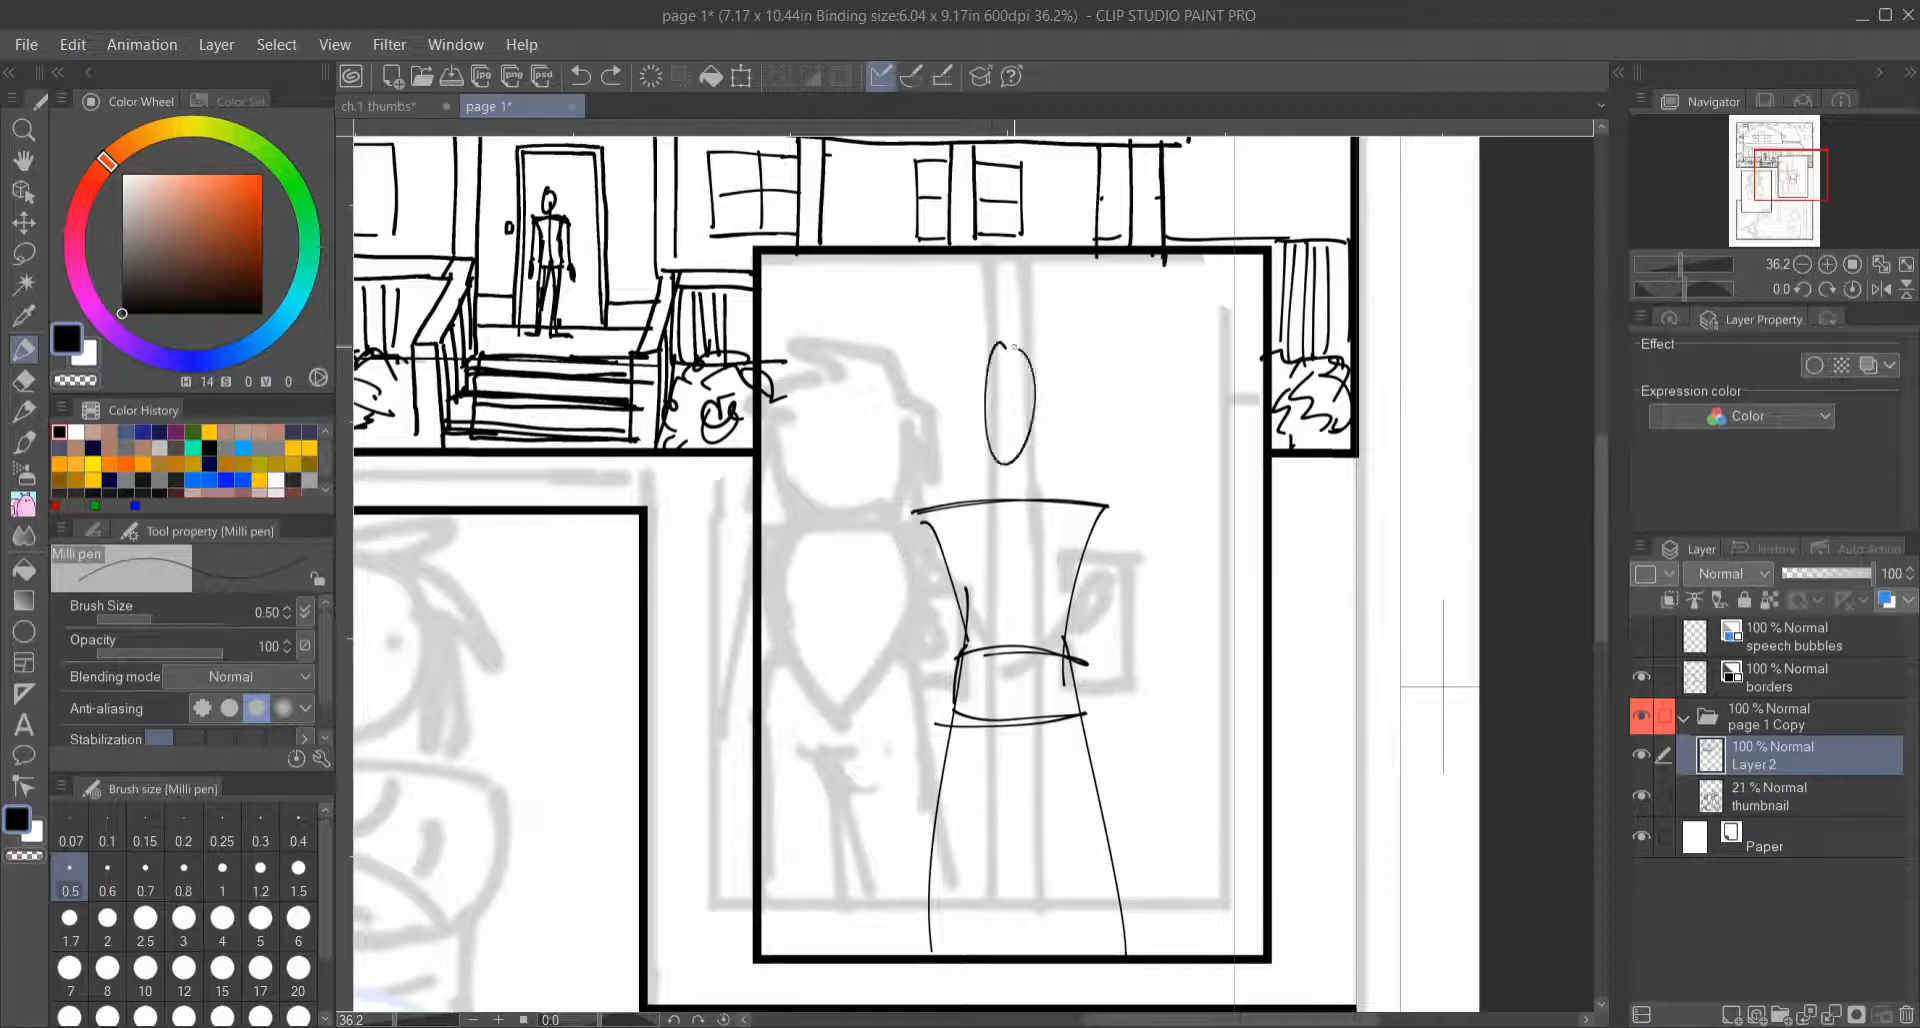 page 1* (7.17 x 10.44in Binding size:6.04 x 9.17in 600dpi 36.2%)  - CLIP STUDIO PAINT PRO
File Edit Animation Layer Select View Filter Window Help
jpg png psd
Color Wheel Color Set
ch.1 thumbs* page 1*
Navigator
36.2
0.0
H 14 S 0 V 0
Layer Property
Effect
Expression color
Color
Color History
Tool property [Milli pen]
Milli pen
Brush Size 0.50
Opacity 100
Blending mode Normal
Anti-aliasing
Stabilization
Brush size [Milli pen]
0.07 0.1 0.15 0.2 0.25 0.3 0.4
0.5 0.6 0.7 0.8 1 1.2 1.5
1.7 2 2.5 3 4 5 6
7 8 10 12 15 17 20
Layer History Auto Action
Normal 100
100 % Normal
speech bubbles
100 % Normal
borders
100 % Normal
page 1 Copy
100 % Normal
Layer 2
21 % Normal
thumbnail
Paper
36.2 0.0